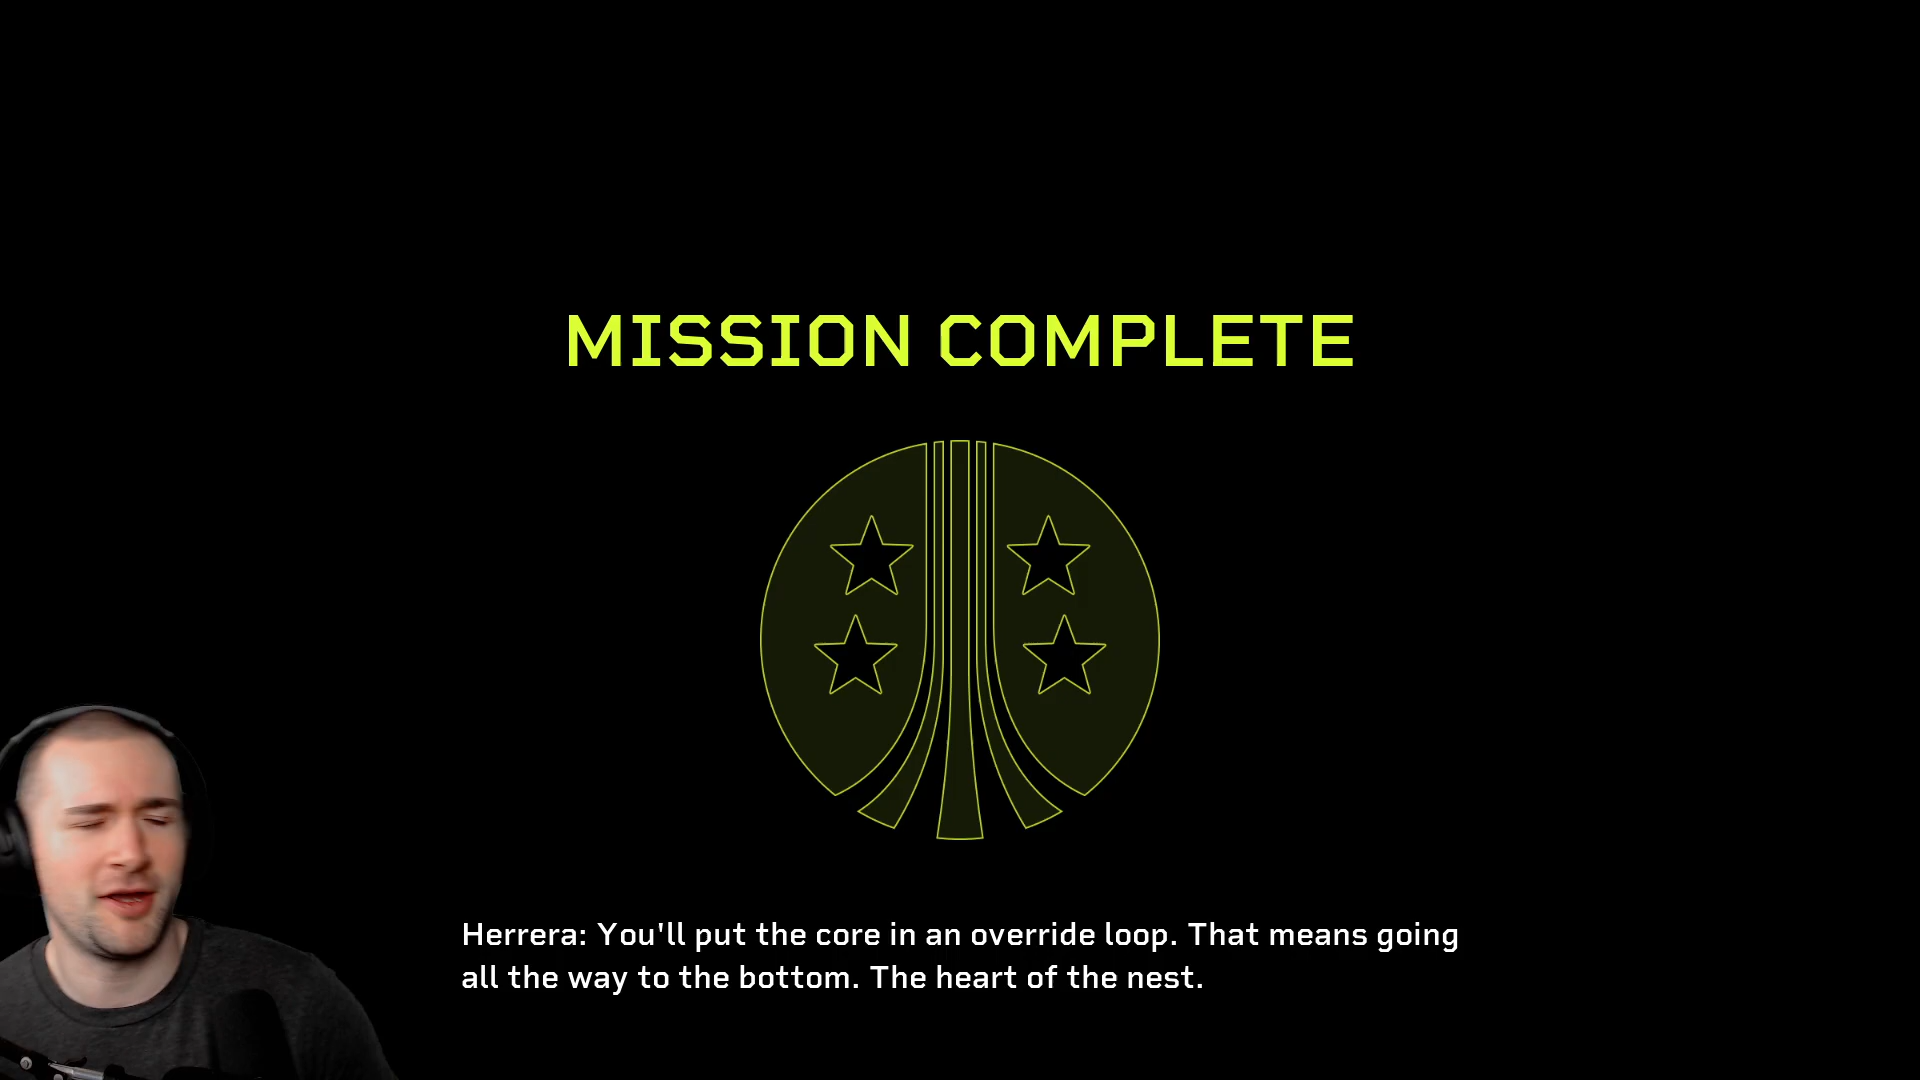 MISSION COMPLETE
Herrera: You'll put the core in an override loop. That means going
all the way to the bottom. The heart of the nest.